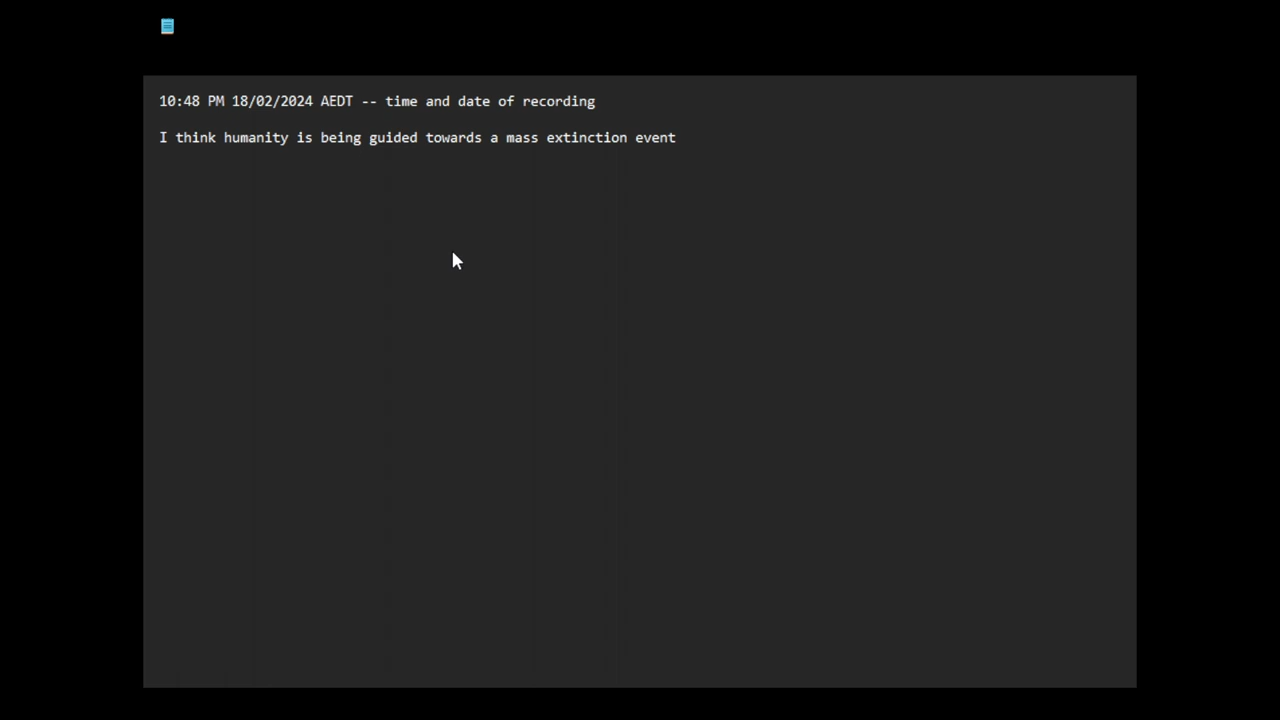 10:48 PM 18/02/2024 AEDT -- time and date of recording
I think humanity is being guided towards a mass extinction event